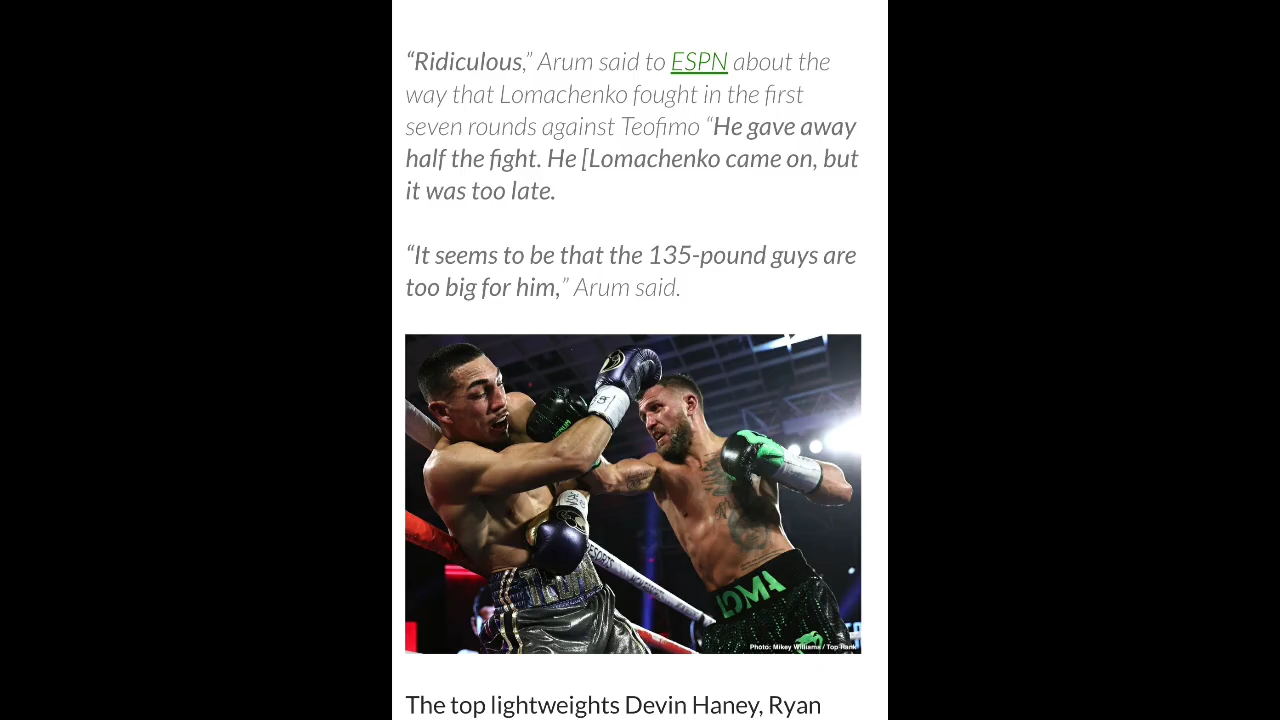 “Ridiculous,” Arum said to ESPN about the
way that Lomachenko fought in the first
seven rounds against Teofimo “He gave away
half the fight. He [Lomachenko came on, but
it was too late.
“It seems to be that the 135-pound guys are
too big for him,” Arum said.
LOMA
Photo: Mikey Williams / Top Rank
The top lightweights Devin Haney, Ryan